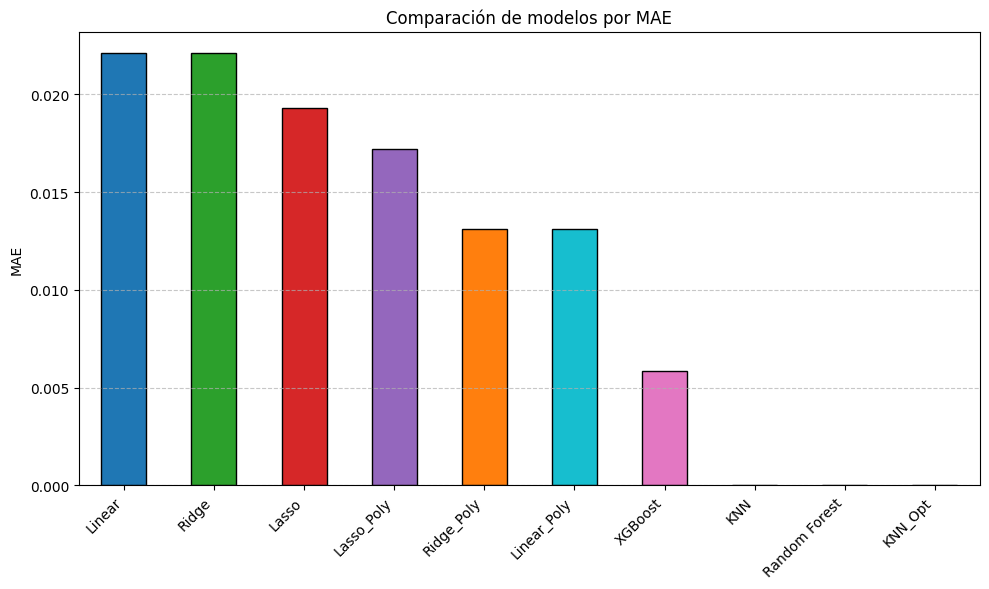 Comparación de modelos por MAE
MAE
0.020
0.015
0.010
0.005
0.000
Linear
Ridge
Lasso
Lasso_Poly
Ridge_Poly
Linear_Poly
XGBoost
KNN
Random Forest
KNN_Opt